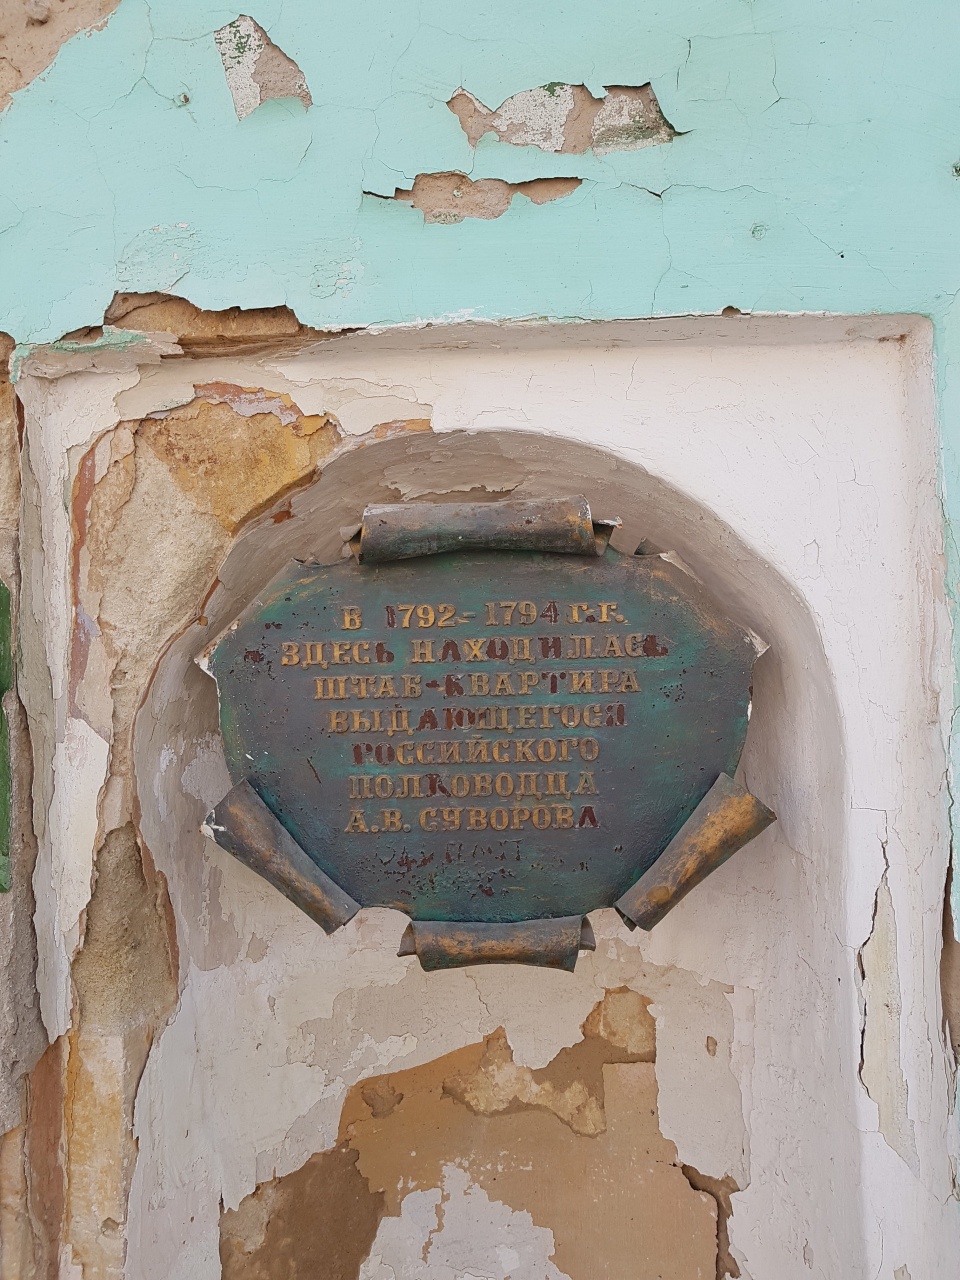 В 1792-1794 Г.Г.
ЗДЕСЬ НАХОДИЛАСЬ
ШТАБ-КВАРТИРА
ВЫДАЮЩЕГОСЯ
РОССИЙСКОГО
ПОЛКОВОДЦА
А.В. СУВОРОВА